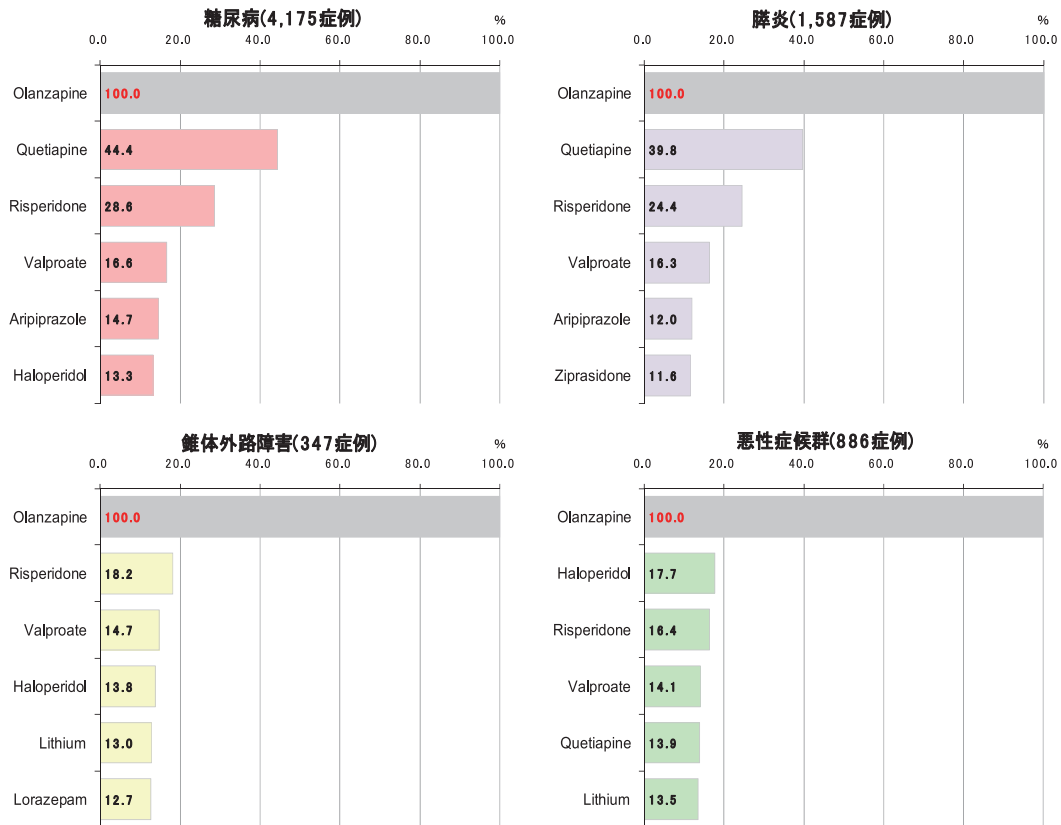 糖尿病(4,175症例)
%
0.0 20.0 40.0 60.0 80.0 100.0
Olanzapine 100.0
Quetiapine 44.4
Risperidone 28.6
Valproate 16.6
Aripiprazole 14.7
Haloperidol 13.3
膵炎(1,587症例)
%
0.0 20.0 40.0 60.0 80.0 100.0
Olanzapine 100.0
Quetiapine 39.8
Risperidone 24.4
Valproate 16.3
Aripiprazole 12.0
Ziprasidone 11.6
錐体外路障害(347症例)
%
0.0 20.0 40.0 60.0 80.0 100.0
Olanzapine 100.0
Risperidone 18.2
Valproate 14.7
Haloperidol 13.8
Lithium 13.0
Lorazepam 12.7
悪性症候群(886症例)
%
0.0 20.0 40.0 60.0 80.0 100.0
Olanzapine 100.0
Haloperidol 17.7
Risperidone 16.4
Valproate 14.1
Quetiapine 13.9
Lithium 13.5